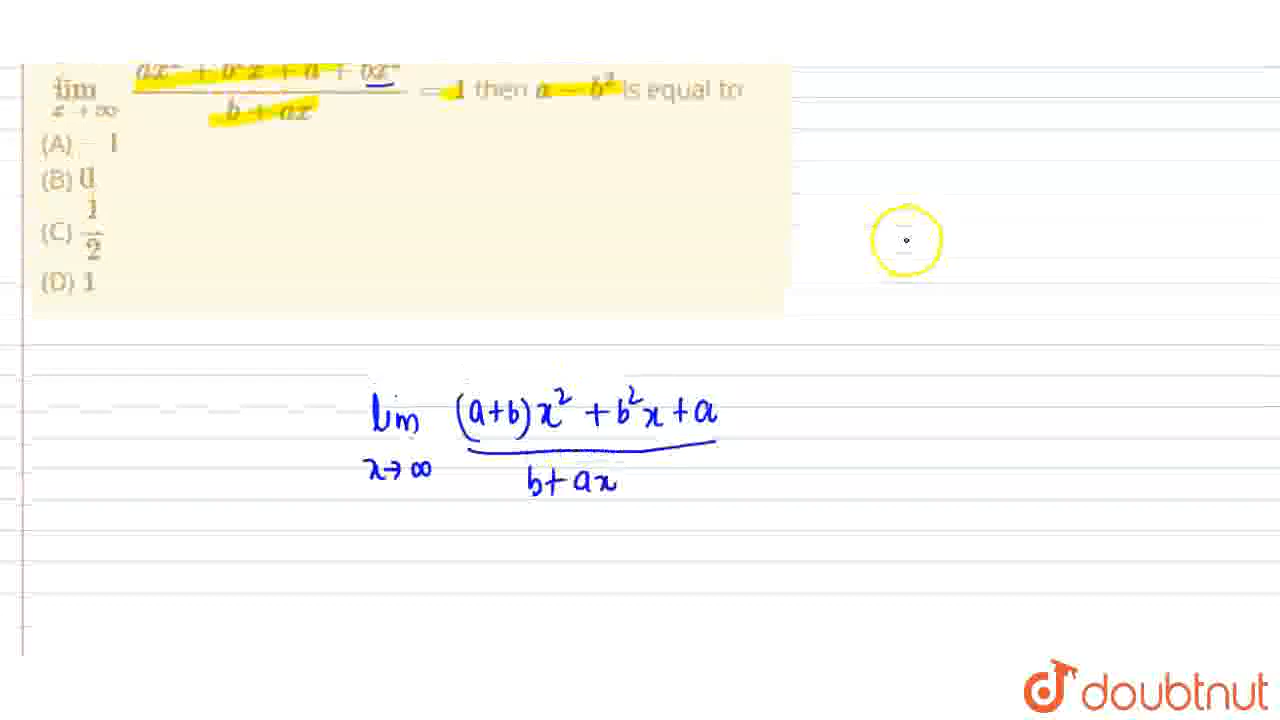 lim ax² + b²x + a + bx² / b + ax = 1 then a − b² is equal to
x → ∞
(A) − 1
(B) 0
(C) 1/2
(D) 1
lim (a+b)x² + b²x + a
x→∞ b + ax
doubtnut